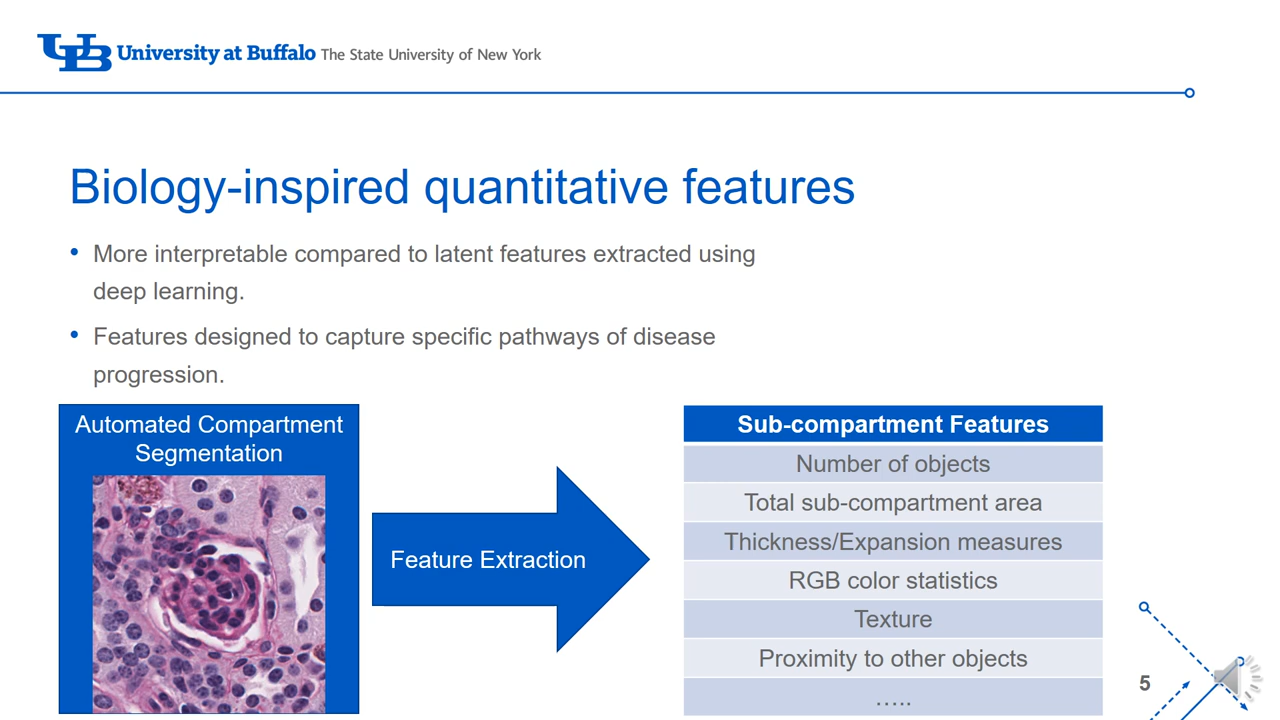 University at Buffalo The State University of New York
Biology-inspired quantitative features
• More interpretable compared to latent features extracted using
deep learning.
• Features designed to capture specific pathways of disease
progression.
Automated Compartment
Segmentation
Feature Extraction
Sub-compartment Features
Number of objects
Total sub-compartment area
Thickness/Expansion measures
RGB color statistics
Texture
Proximity to other objects
…..
5